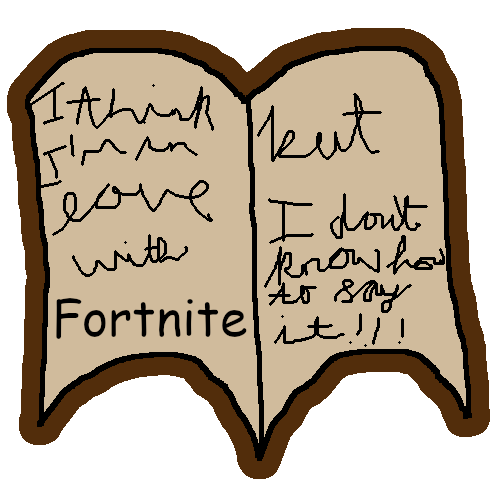 I think
I'm in
love
with
Fortnite
but
I dont
know how
to say
it!!!